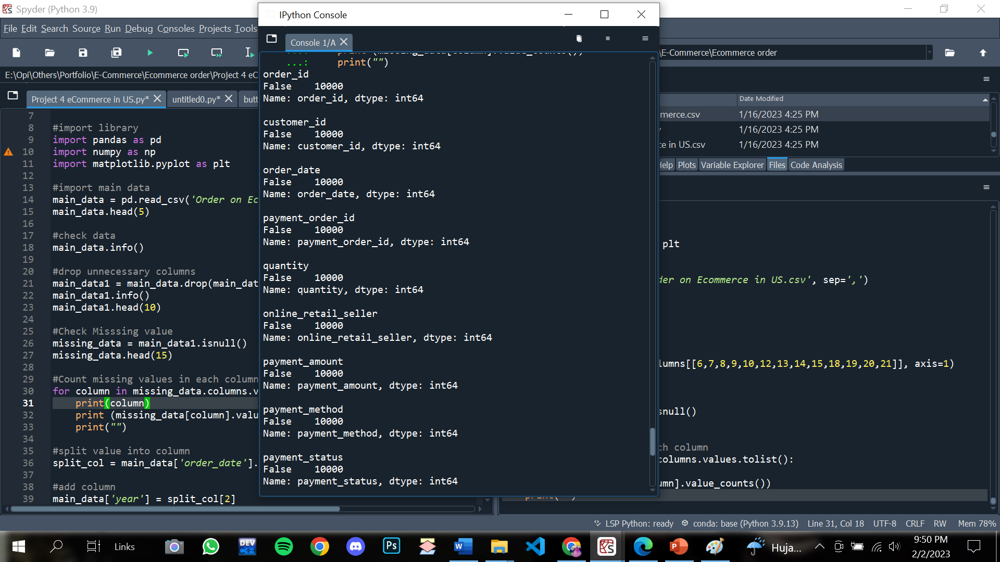 Spyder (Python 3.9)
File Edit Search Source Run Debug Consoles Projects Tools
E:\Opi\Others\Portfolio\E-Commerce\Ecommerce order\Project 4 eC
Project 4 eCommerce in US.py*
untitled0.py*
butt
7
8 #import library
9 import pandas as pd
10 import numpy as np
11 import matplotlib.pyplot as plt
12
13 #import main data
14 main_data = pd.read_csv('Order on Ec
15 main_data.head(5)
16
17 #check data
18 main_data.info()
19
20 #drop unnecessary columns
21 main_data1 = main_data.drop(main_dat
22 main_data1.info()
23 main_data1.head(10)
24
25 #Check Misssing value
26 missing_data = main_data1.isnull()
27 missing_data.head(15)
28
29 #Count missing values in each column
30 for column in missing_data.columns.v
31 print(column)
32 print (missing_data[column].valu
33 print("")
34
35 #split value into column
36 split_col = main_data['order_date'].
37
38 #add column
39 main_data['year'] = split_col[2]
IPython Console
Console 1/A
...: print (missing_data[column].value_counts())
...: print("")
order_id
False 10000
Name: order_id, dtype: int64
customer_id
False 10000
Name: customer_id, dtype: int64
order_date
False 10000
Name: order_date, dtype: int64
payment_order_id
False 10000
Name: payment_order_id, dtype: int64
quantity
False 10000
Name: quantity, dtype: int64
online_retail_seller
False 10000
Name: online_retail_seller, dtype: int64
payment_amount
False 10000
Name: payment_amount, dtype: int64
payment_method
False 10000
Name: payment_method, dtype: int64
payment_status
False 10000
Name: payment_status, dtype: int64
\E-Commerce\Ecommerce order
Date Modified
merce.csv 1/16/2023 4:25 PM
1/16/2023 4:25 PM
ce in US.csv 1/16/2023 4:25 PM
Help Plots Variable Explorer Files Code Analysis
plt
der on Ecommerce in US.csv', sep=',')
lumns[[6,7,8,9,10,12,13,14,15,18,19,20,21]], axis=1)
snull()
ch column
columns.values.tolist():
umn].value_counts())
LSP Python: ready conda: base (Python 3.9.13) Line 31, Col 18 UTF-8 CRLF RW Mem 78%
Links
DEV C++
Ps
W
P
Huja...
9:50 PM
2/2/2023